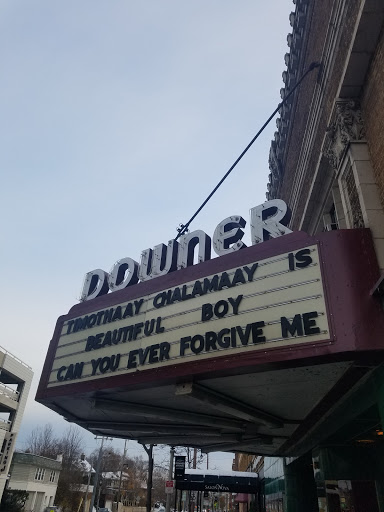 DOWNER
TIMOTHAAY CHALAMAAY IS
BEAUTIFUL BOY
CAN YOU EVER FORGIVE ME